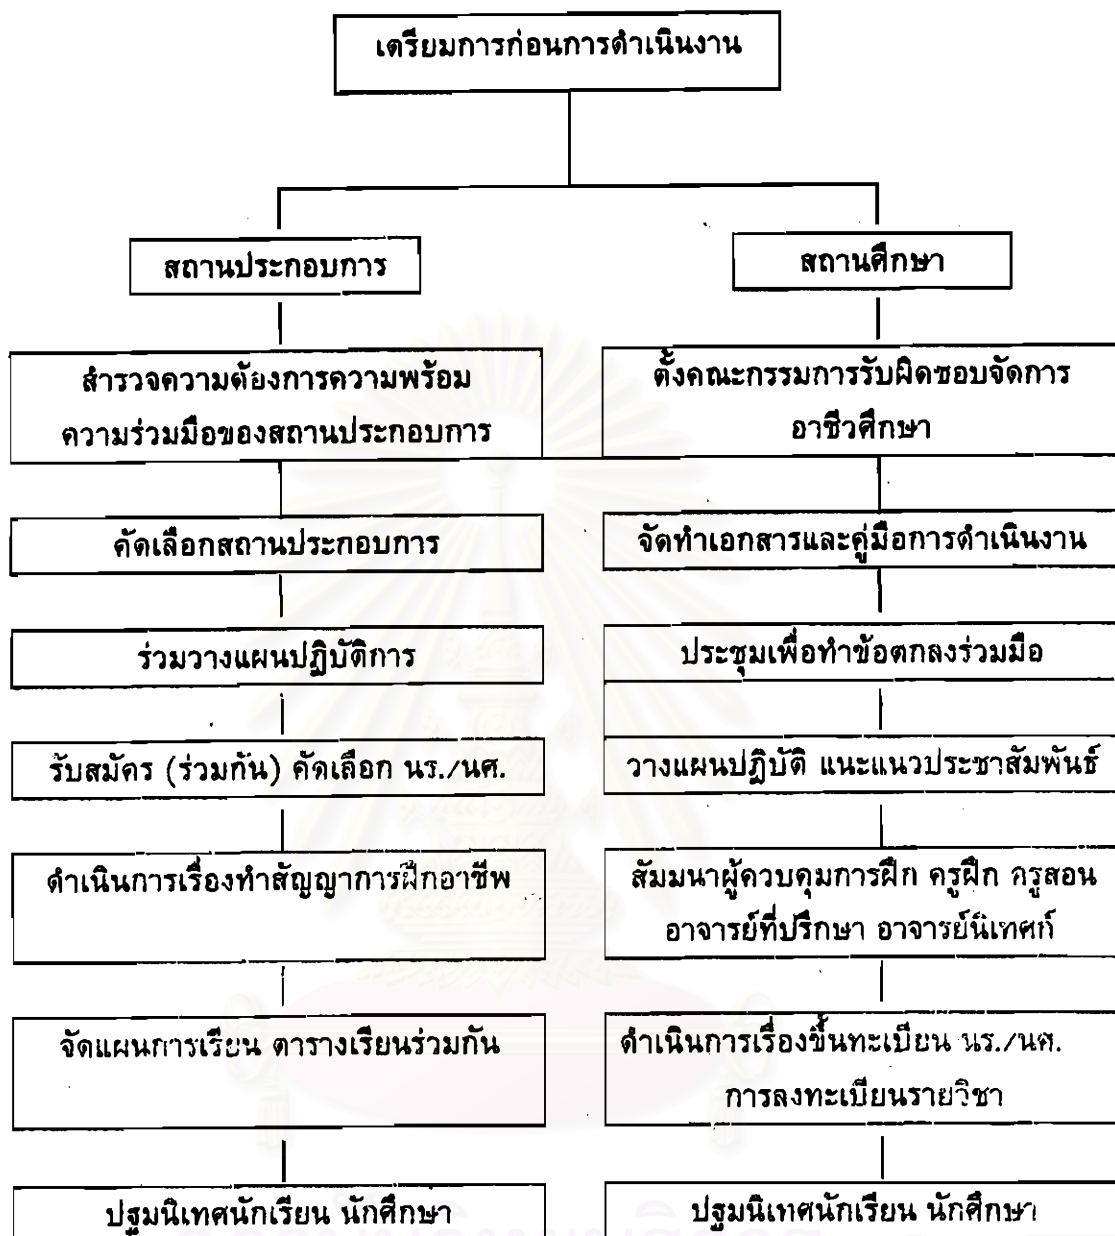 เตรียมการก่อนการดำเนินงาน
สถานประกอบการ
สถานศึกษา
สำรวจความต้องการความพร้อม
ความร่วมมือของสถานประกอบการ
ตั้งคณะกรรมการรับผิดชอบจัดการ
อาชีวศึกษา
คัดเลือกสถานประกอบการ
จัดทำเอกสารและคู่มือการดำเนินงาน
ร่วมวางแผนปฏิบัติการ
ประชุมเพื่อทำข้อตกลงร่วมมือ
รับสมัคร (ร่วมกัน) คัดเลือก นร./นศ.
วางแผนปฏิบัติ แนะแนวประชาสัมพันธ์
ดำเนินการเรื่องทำสัญญาการฝึกอาชีพ
สัมมนาผู้ควบคุมการฝึก ครูฝึก ครูสอน
อาจารย์ที่ปรึกษา อาจารย์นิเทศก์
จัดแผนการเรียน ตารางเรียนร่วมกัน
ดำเนินการเรื่องขึ้นทะเบียน นร./นศ.
การลงทะเบียนรายวิชา
ปฐมนิเทศนักเรียน นักศึกษา
ปฐมนิเทศนักเรียน นักศึกษา